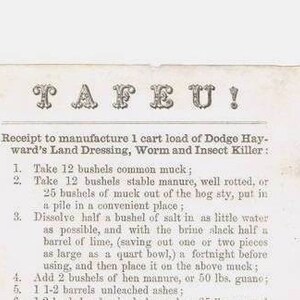 TAFEU!
Receipt to manufacture 1 cart load of Dodge Hay-
ward's Land Dressing, Worm and Insect Killer:
1. Take 12 bushels common muck;
2. Take 12 bushels stable manure, well rotted, or
25 bushels of muck out of the hog sty, put in
a pile in a convenient place;
3. Dissolve half a bushel of salt in as little water
as possible, and with the brine slack half a
barrel of lime, (saving out one or two pieces
as large as a quart bowl,) a fortnight before
using, and then place it on the above muck;
4. Add 2 bushels of hen manure, or 50 lbs. guano;
5. 1 1-2 barrels unleached ashes;